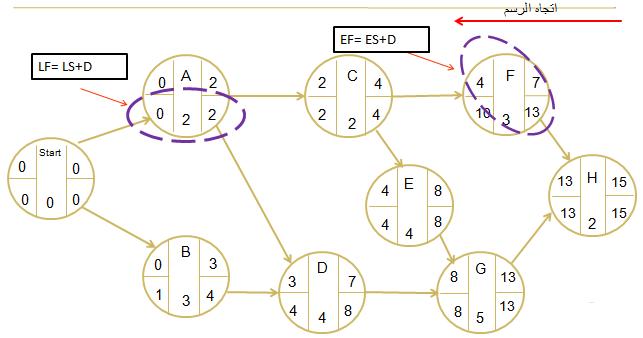 اتجاه الرسم
EF= ES+D
LF= LS+D
0 A 2
0 2 2
2 C 4
2 2 4
4 F 7
10 3 13
Start
0 0
0 0 0
4 E 8
4 4 8
13 H 15
13 2 15
0 B 3
1 3 4
3 D 7
4 4 8
8 G 13
8 5 13